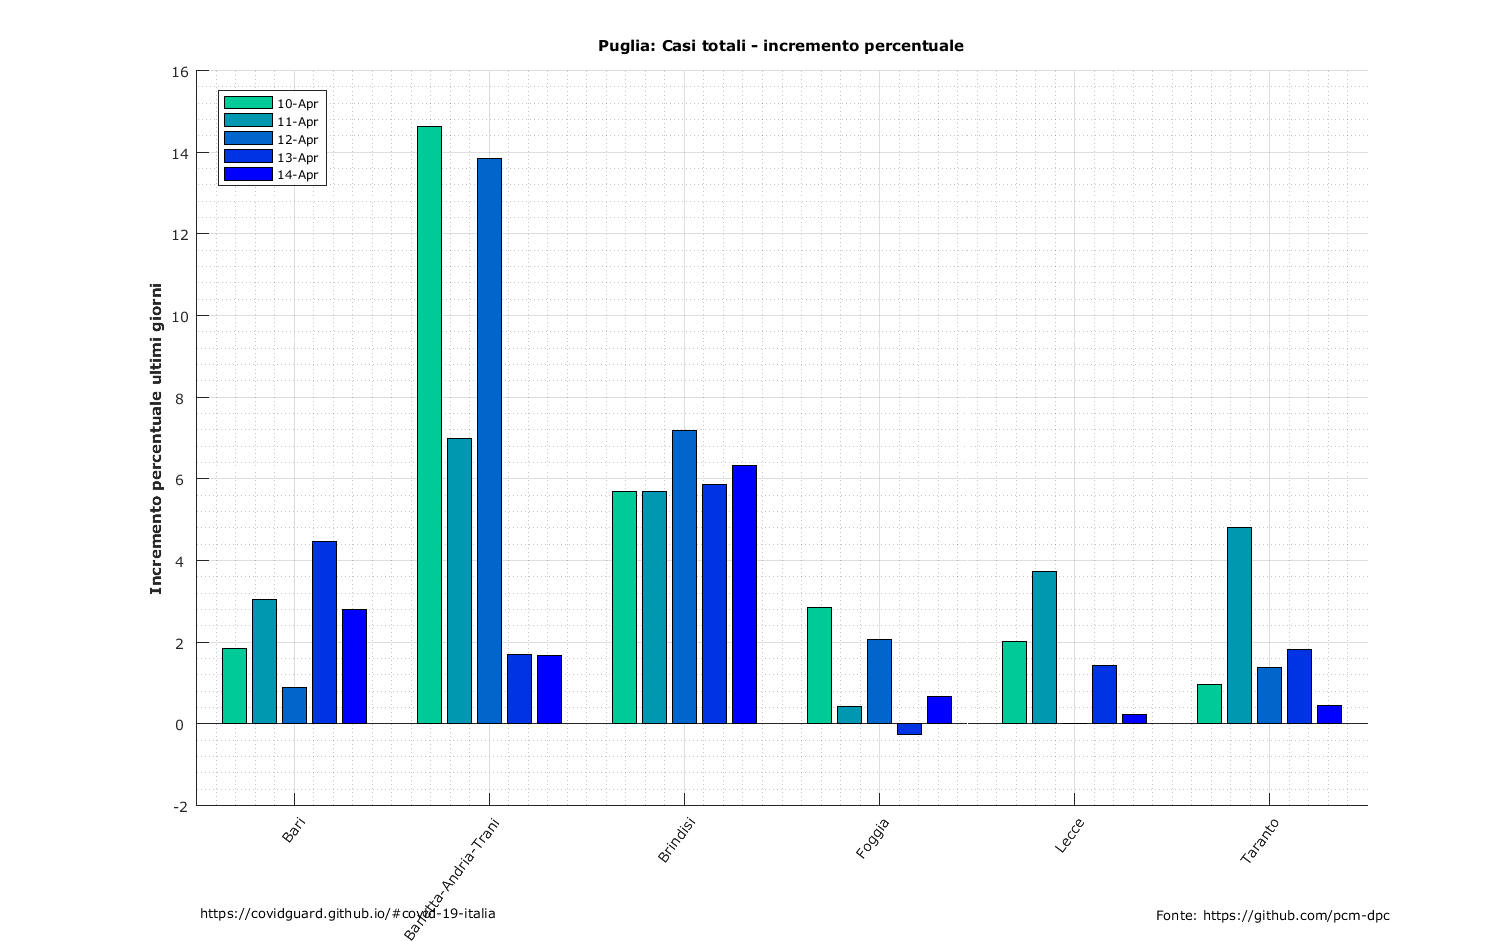 Puglia: Casi totali - incremento percentuale
16
14
12
10
8
6
4
2
0
-2
Incremento percentuale ultimi giorni
10-Apr
11-Apr
12-Apr
13-Apr
14-Apr
Bari
Barletta-Andria-Trani
Brindisi
Foggia
Lecce
Taranto
https://covidguard.github.io/#covid-19-italia
Fonte: https://github.com/pcm-dpc